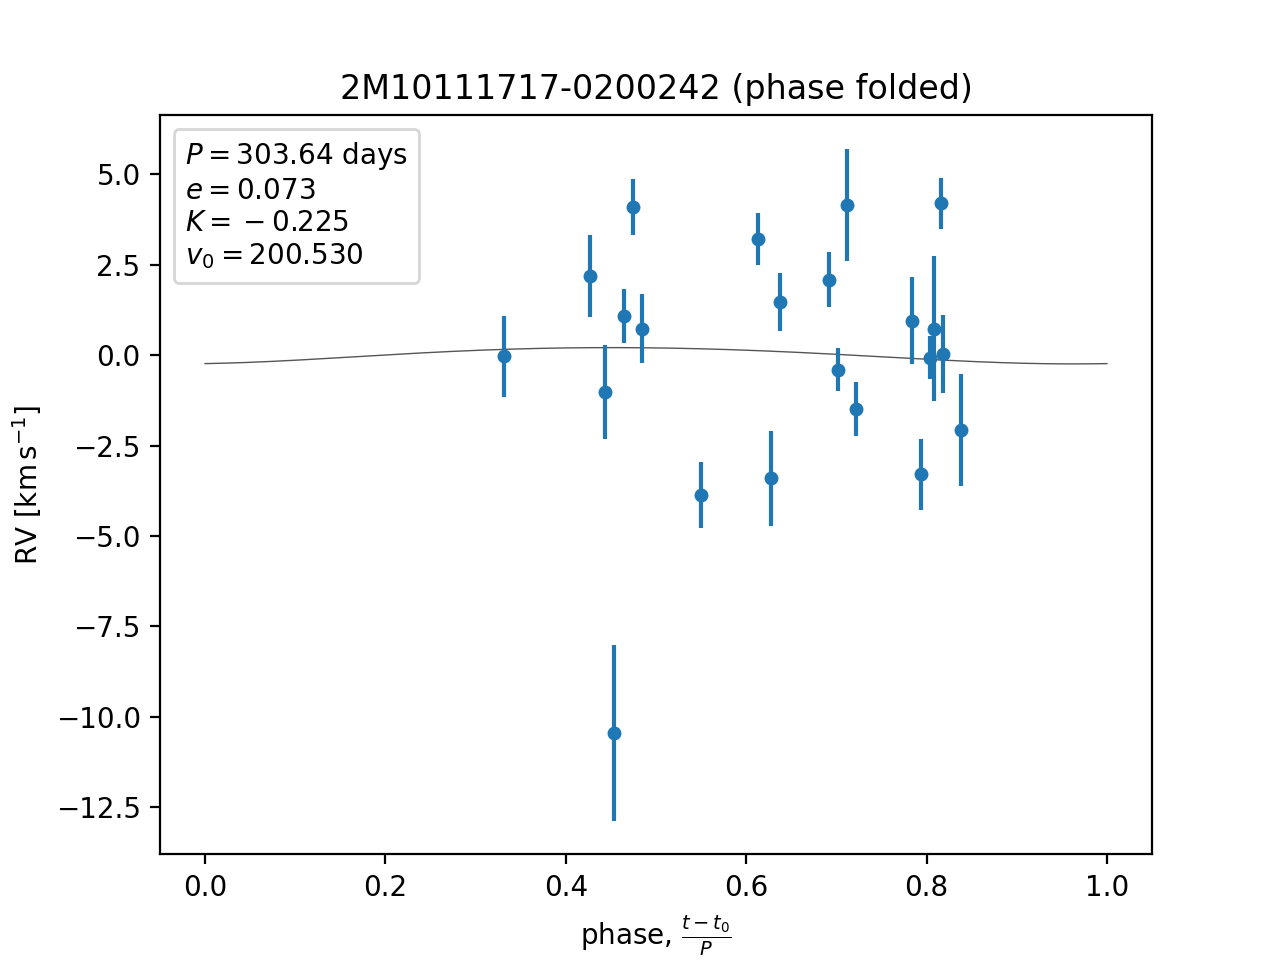 2M10111717-0200242 (phase folded)
P = 303.64 days
e = 0.073
K = −0.225
v₀ = 200.530
5.0
2.5
0.0
−2.5
−5.0
−7.5
−10.0
−12.5
RV [km s⁻¹]
0.0 0.2 0.4 0.6 0.8 1.0
phase, (t − t₀)/P